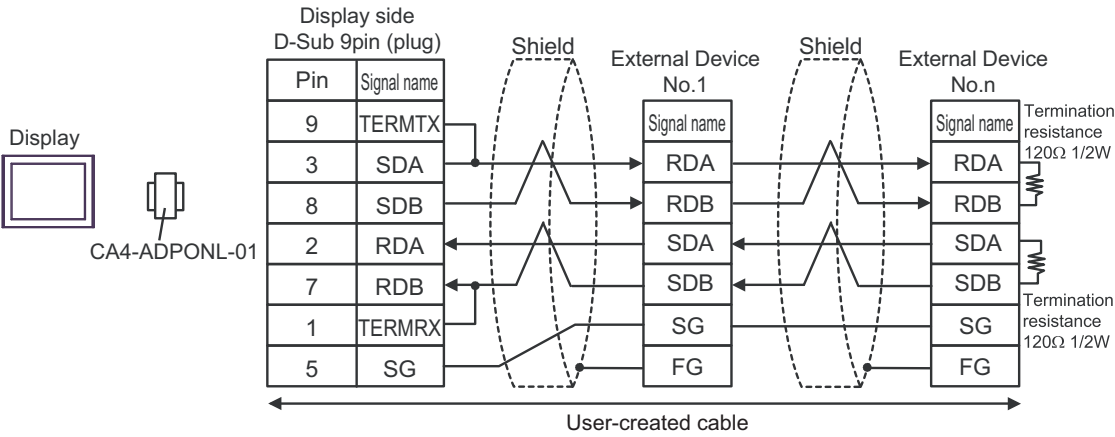 Display side
D-Sub 9pin (plug)
Shield
External Device
No.1
Shield
External Device
No.n
Pin
Signal name
Signal name
Signal name
Termination
resistance
120Ω 1/2W
9
TERMTX
3
SDA
RDA
RDA
8
SDB
RDB
RDB
2
RDA
SDA
SDA
7
RDB
SDB
SDB
1
TERMRX
SG
SG
5
SG
FG
FG
Termination
resistance
120Ω 1/2W
Display
CA4-ADPONL-01
User-created cable